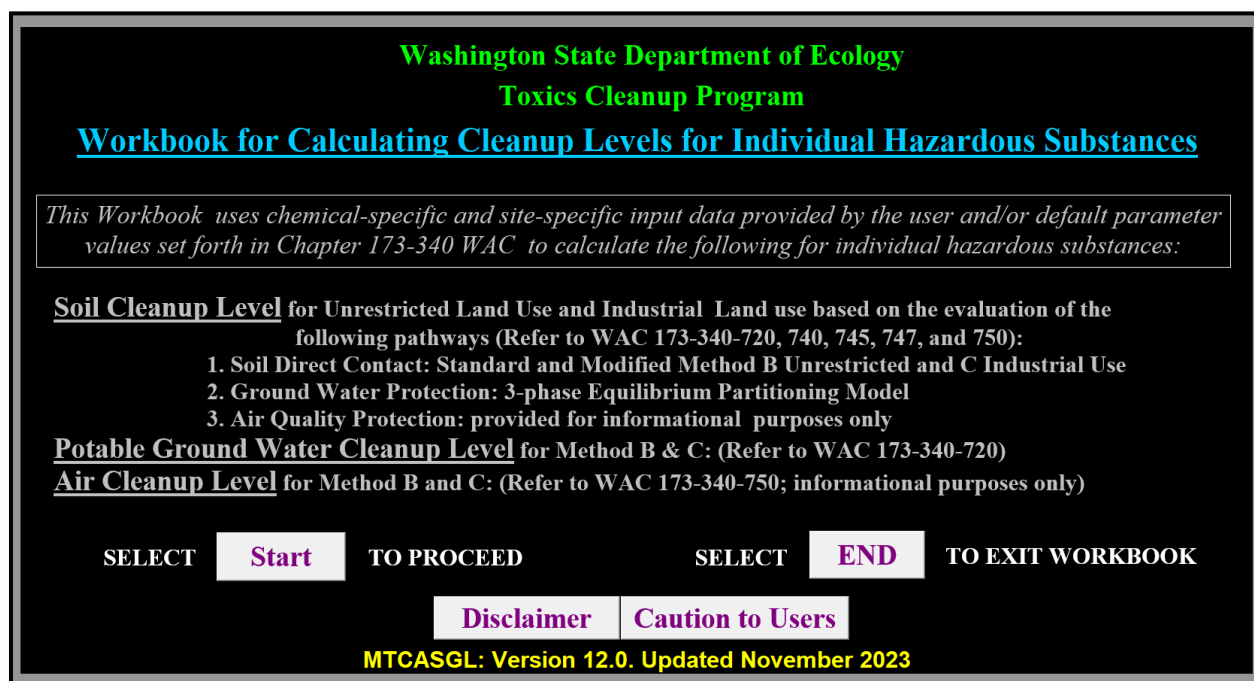 Washington State Department of Ecology
Toxics Cleanup Program
Workbook for Calculating Cleanup Levels for Individual Hazardous Substances
This Workbook uses chemical-specific and site-specific input data provided by the user and/or default parameter
values set forth in Chapter 173-340 WAC to calculate the following for individual hazardous substances:
Soil Cleanup Level for Unrestricted Land Use and Industrial Land use based on the evaluation of the
following pathways (Refer to WAC 173-340-720, 740, 745, 747, and 750):
1. Soil Direct Contact: Standard and Modified Method B Unrestricted and C Industrial Use
2. Ground Water Protection: 3-phase Equilibrium Partitioning Model
3. Air Quality Protection: provided for informational purposes only
Potable Ground Water Cleanup Level for Method B & C: (Refer to WAC 173-340-720)
Air Cleanup Level for Method B and C: (Refer to WAC 173-340-750; informational purposes only)
SELECT Start TO PROCEED SELECT END TO EXIT WORKBOOK
Disclaimer Caution to Users
MTCASGL: Version 12.0. Updated November 2023